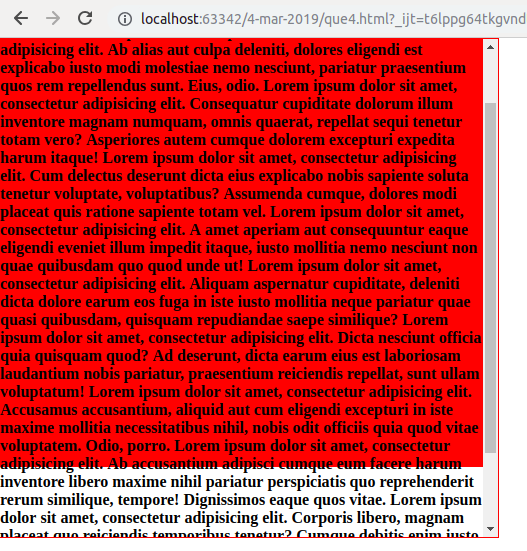 localhost:63342/4-mar-2019/que4.html?_ijt=t6lppg64tkgvnd
adipisicing elit. Ab alias aut culpa deleniti, dolores eligendi est
explicabo iusto modi molestiae nemo nesciunt, pariatur praesentium
quos rem repellendus sunt. Eius, odio. Lorem ipsum dolor sit amet,
consectetur adipisicing elit. Consequatur cupiditate dolorum illum
inventore magnam numquam, omnis quaerat, repellat sequi tenetur
totam vero? Asperiores autem cumque dolorem excepturi expedita
harum itaque! Lorem ipsum dolor sit amet, consectetur adipisicing
elit. Cum delectus deserunt dicta eius explicabo nobis sapiente soluta
tenetur voluptate, voluptatibus? Assumenda cumque, dolores modi
placeat quis ratione sapiente totam vel. Lorem ipsum dolor sit amet,
consectetur adipisicing elit. A amet aperiam aut consequuntur eaque
eligendi eveniet illum impedit itaque, iusto mollitia nemo nesciunt non
quae quibusdam quo quod unde ut! Lorem ipsum dolor sit amet,
consectetur adipisicing elit. Aliquam aspernatur cupiditate, deleniti
dicta dolore earum eos fuga in iste iusto mollitia neque pariatur quae
quasi quibusdam, quisquam repudiandae saepe similique? Lorem
ipsum dolor sit amet, consectetur adipisicing elit. Dicta nesciunt officia
quia quisquam quod? Ad deserunt, dicta earum eius est laboriosam
laudantium nobis pariatur, praesentium reiciendis repellat, sunt ullam
voluptatum! Lorem ipsum dolor sit amet, consectetur adipisicing elit.
Accusamus accusantium, aliquid aut cum eligendi excepturi in iste
maxime mollitia necessitatibus nihil, nobis odit officiis quia quod vitae
voluptatem. Odio, porro. Lorem ipsum dolor sit amet, consectetur
adipisicing elit. Ab accusantium adipisci cumque eum facere harum
inventore libero maxime nihil pariatur perspiciatis quo reprehenderit
rerum similique, tempore! Dignissimos eaque quos vitae. Lorem ipsum
dolor sit amet, consectetur adipisicing elit. Corporis libero, magnam
placeat quo reiciendis temporibus tenetur? Cumque debitis enim iusto